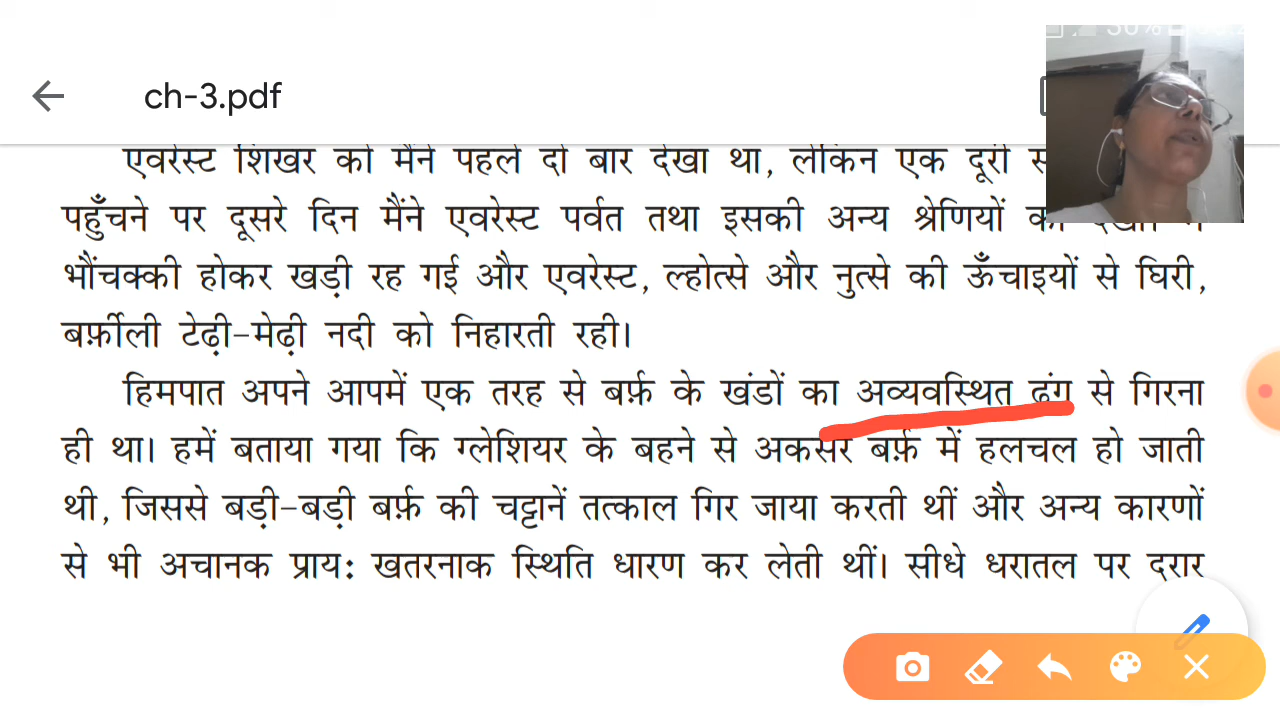 ch-3.pdf
एवरेस्ट शिखर को मैंने पहले दो बार देखा था, लेकिन एक दूरी
पहुँचने पर दूसरे दिन मैंने एवरेस्ट पर्वत तथा इसकी अन्य श्रेणियों
भौंचक्की होकर खड़ी रह गई और एवरेस्ट, ल्होत्से और नुत्से की ऊँचाइयों से घिरी,
बर्फ़ीली टेढ़ी-मेढ़ी नदी को निहारती रही।
हिमपात अपने आपमें एक तरह से बर्फ़ के खंडों का अव्यवस्थित ढंग से गिरना
ही था। हमें बताया गया कि ग्लेशियर के बहने से अकसर बर्फ़ में हलचल हो जाती
थी, जिससे बड़ी-बड़ी बर्फ़ की चट्टानें तत्काल गिर जाया करती थीं और अन्य कारणों
से भी अचानक प्राय: खतरनाक स्थिति धारण कर लेती थीं। सीधे धरातल पर दरार